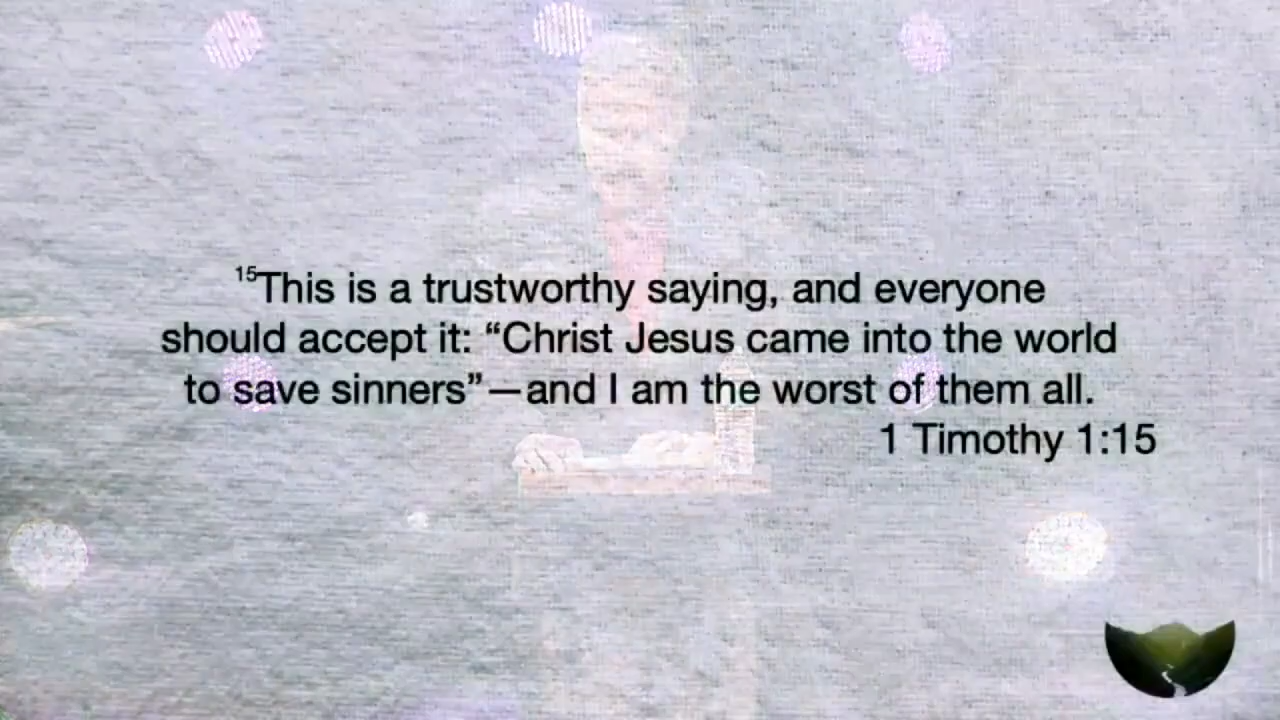 ¹⁵This is a trustworthy saying, and everyone
should accept it: “Christ Jesus came into the world
to save sinners”—and I am the worst of them all.
1 Timothy 1:15